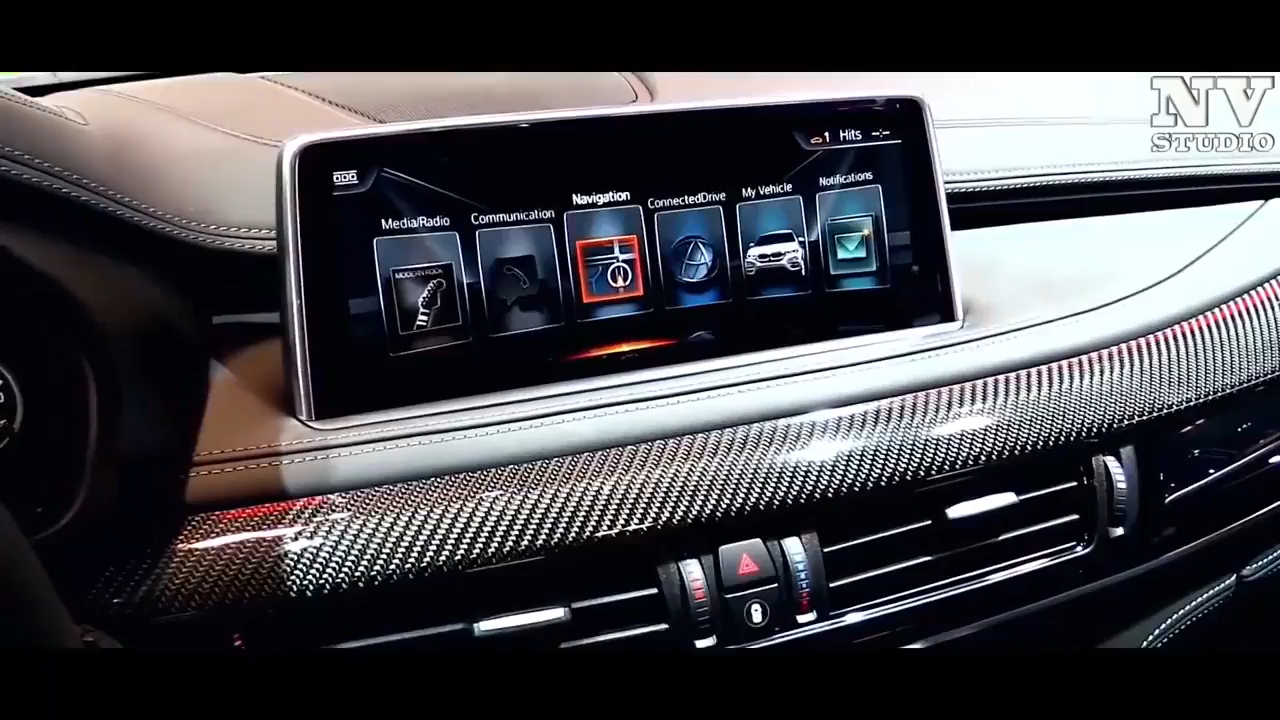 NV
STUDIO
1 Hits
Notifications
My Vehicle
ConnectedDrive
Navigation
Communication
Media/Radio
MODERN ROCK